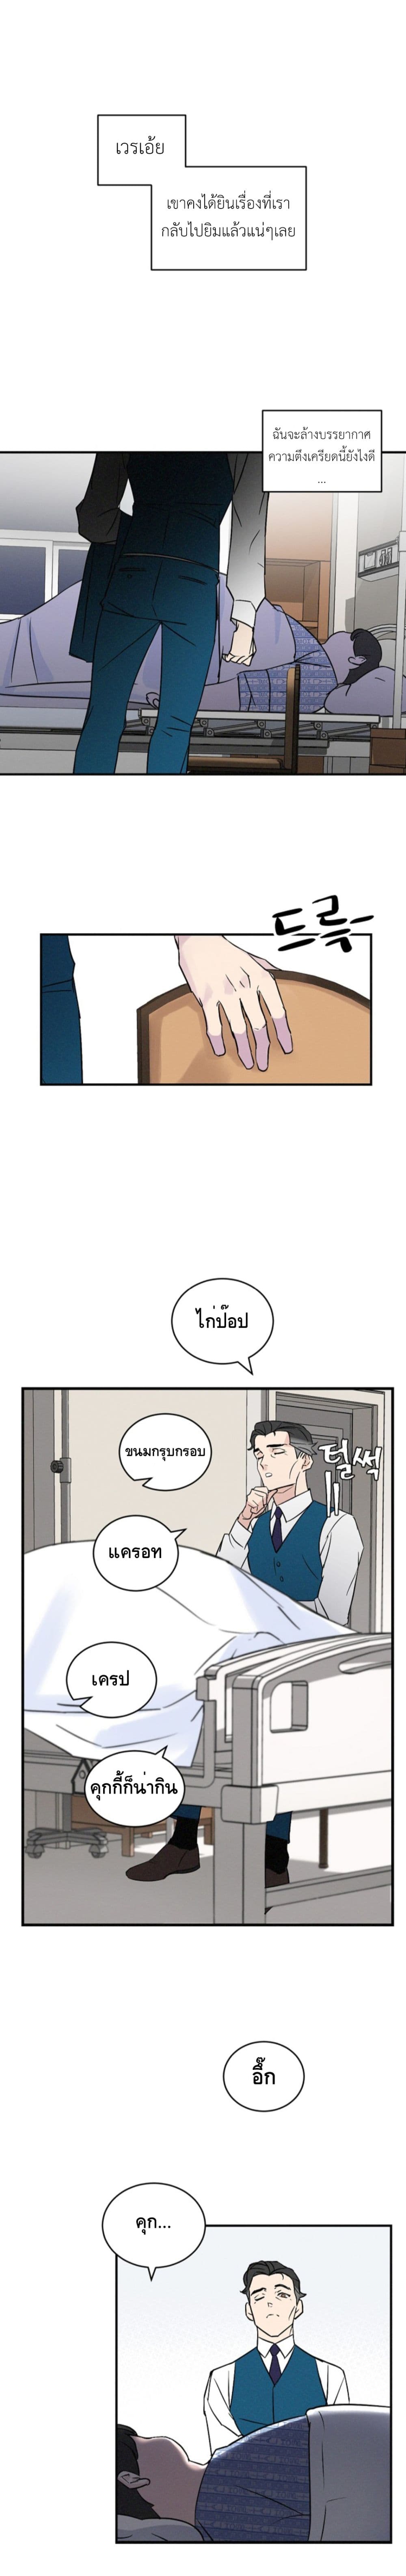 เวรเอ้ย
เขาคงได้ยินเรื่องที่เรา
กลับไปยิมแล้วแน่ๆเลย
ฉันจะล้างบรรยากาศ
ความตึงเครียดนี้ยังไงดี
...
드륵-
ไก่ป๊อป
ขนมกรุบกรอบ
털썩
แครอท
เครป
คุกกี้ก็น่ากิน
อึ๊ก
คุก...